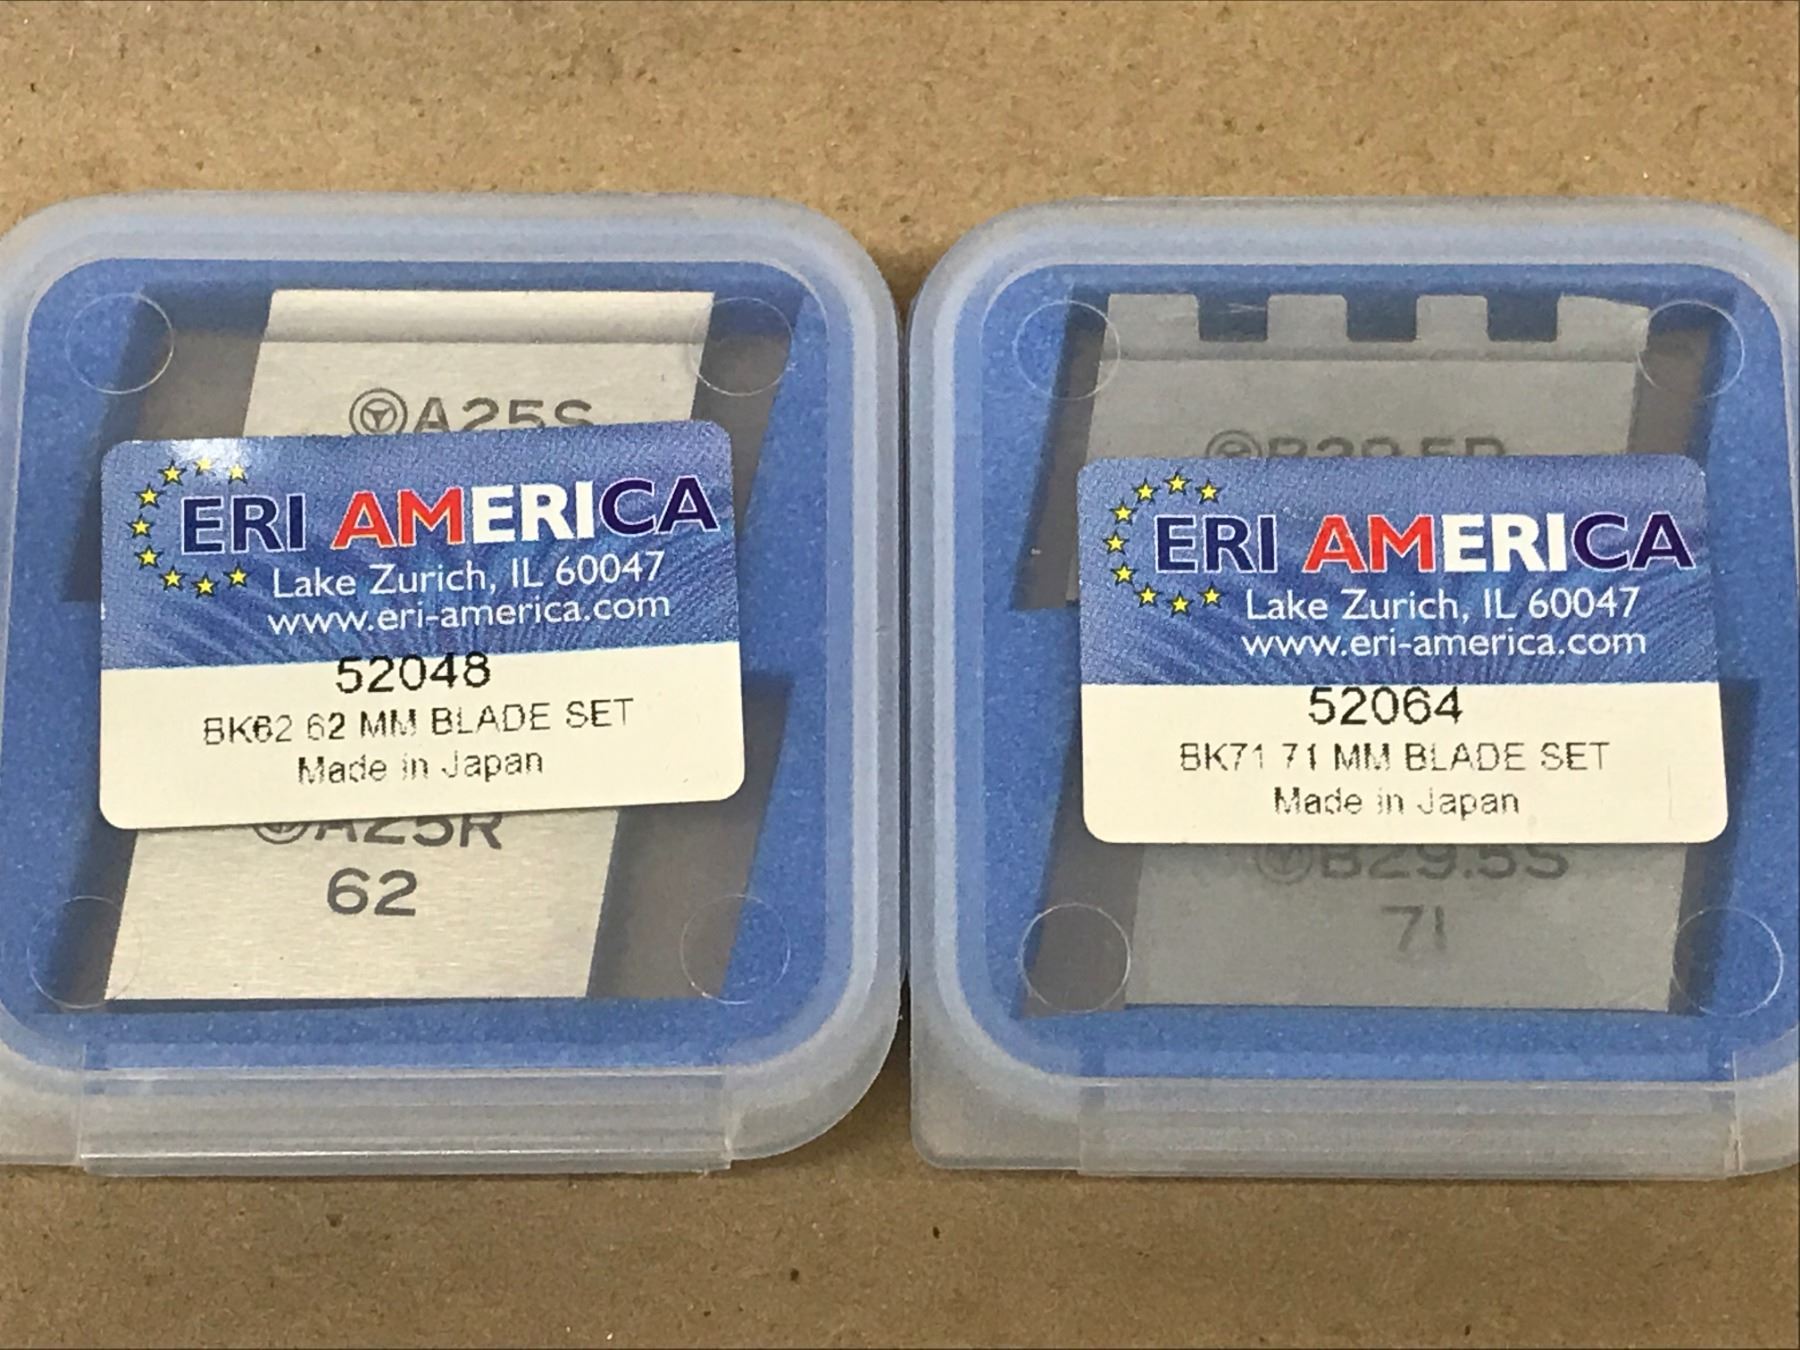 A25S
ERI AMERICA
Lake Zurich, IL 60047
www.eri-america.com
52048
BK62 62 MM BLADE SET
Made in Japan
A25R
62
B29.5R
ERI AMERICA
Lake Zurich, IL 60047
www.eri-america.com
52064
BK71 71 MM BLADE SET
Made in Japan
B29.5S
71